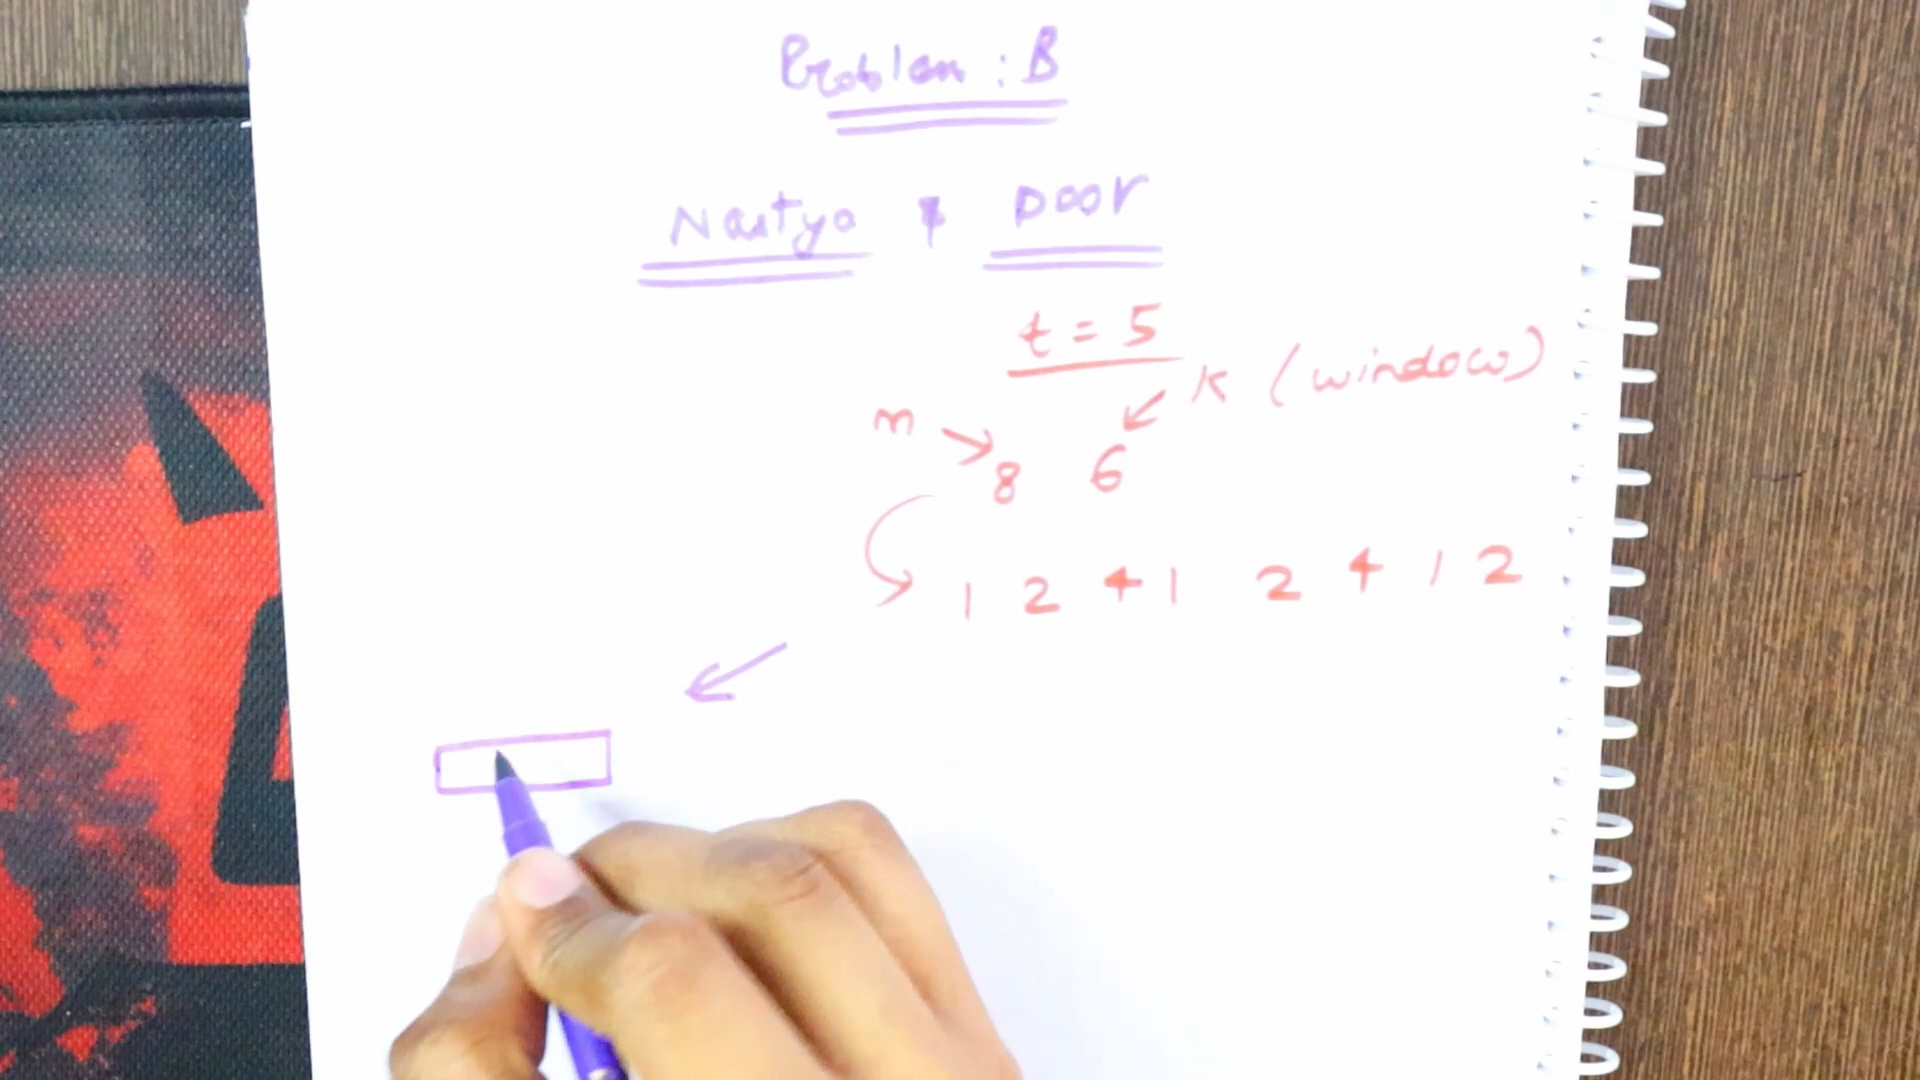 Problem : B
Nastya & Door
t = 5
K (window)
n
8 6
1 2 4 1 2 4 1 2